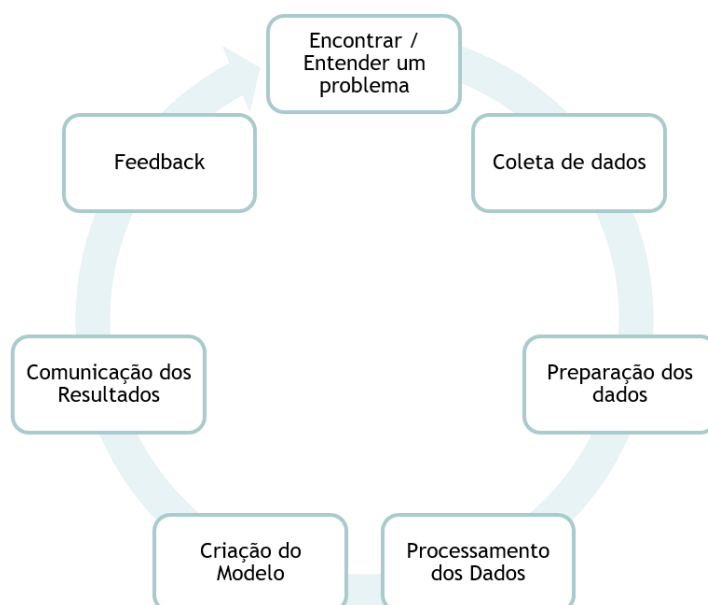 Encontrar /
Entender um
problema
Coleta de dados
Preparação dos
dados
Processamento
dos Dados
Criação do
Modelo
Comunicação dos
Resultados
Feedback